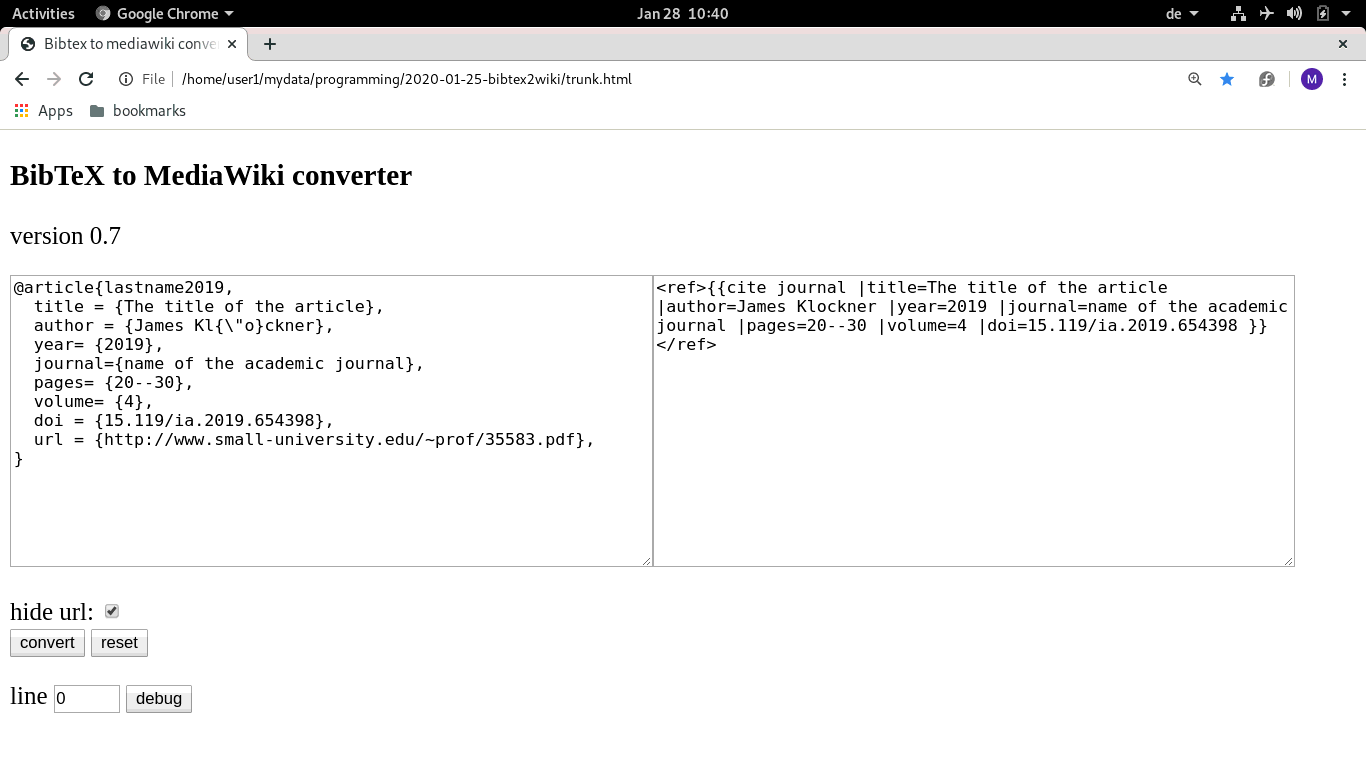 Activities Google Chrome Jan 28 10:40 de
Bibtex to mediawiki conve
File /home/user1/mydata/programming/2020-01-25-bibtex2wiki/trunk.html M
Apps bookmarks
BibTeX to MediaWiki converter
version 0.7
@article{lastname2019,
  title = {The title of the article},
  author = {James Kl{\"o}ckner},
  year= {2019},
  journal={name of the academic journal},
  pages= {20--30},
  volume= {4},
  doi = {15.119/ia.2019.654398},
  url = {http://www.small-university.edu/~prof/35583.pdf},
}
<ref>{{cite journal |title=The title of the article
|author=James Klockner |year=2019 |journal=name of the academic
journal |pages=20--30 |volume=4 |doi=15.119/ia.2019.654398 }}
</ref>
hide url:
convert reset
line 0 debug